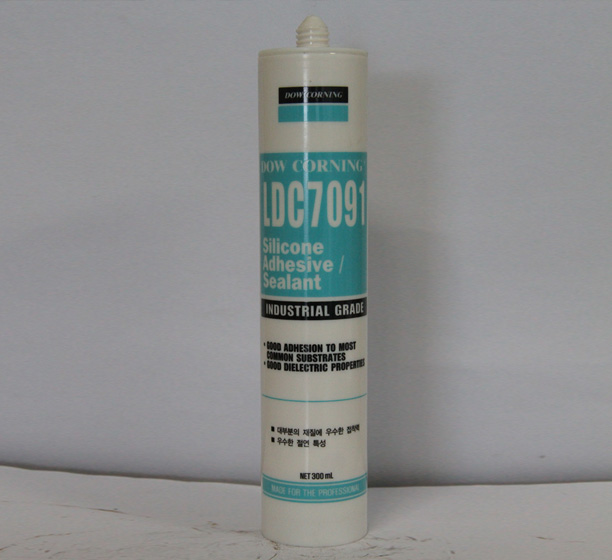 DOW CORNING
DOW CORNING
LDC7091
Silicone
Adhesive /
Sealant
INDUSTRIAL GRADE
• GOOD ADHESION TO MOST
COMMON SUBSTRATES
• GOOD DIELECTRIC PROPERTIES
■ 대부분의 재질에 우수한 접착력
■ 우수한 절연 특성
NET 300 mL
MADE FOR THE PROFESSIONAL